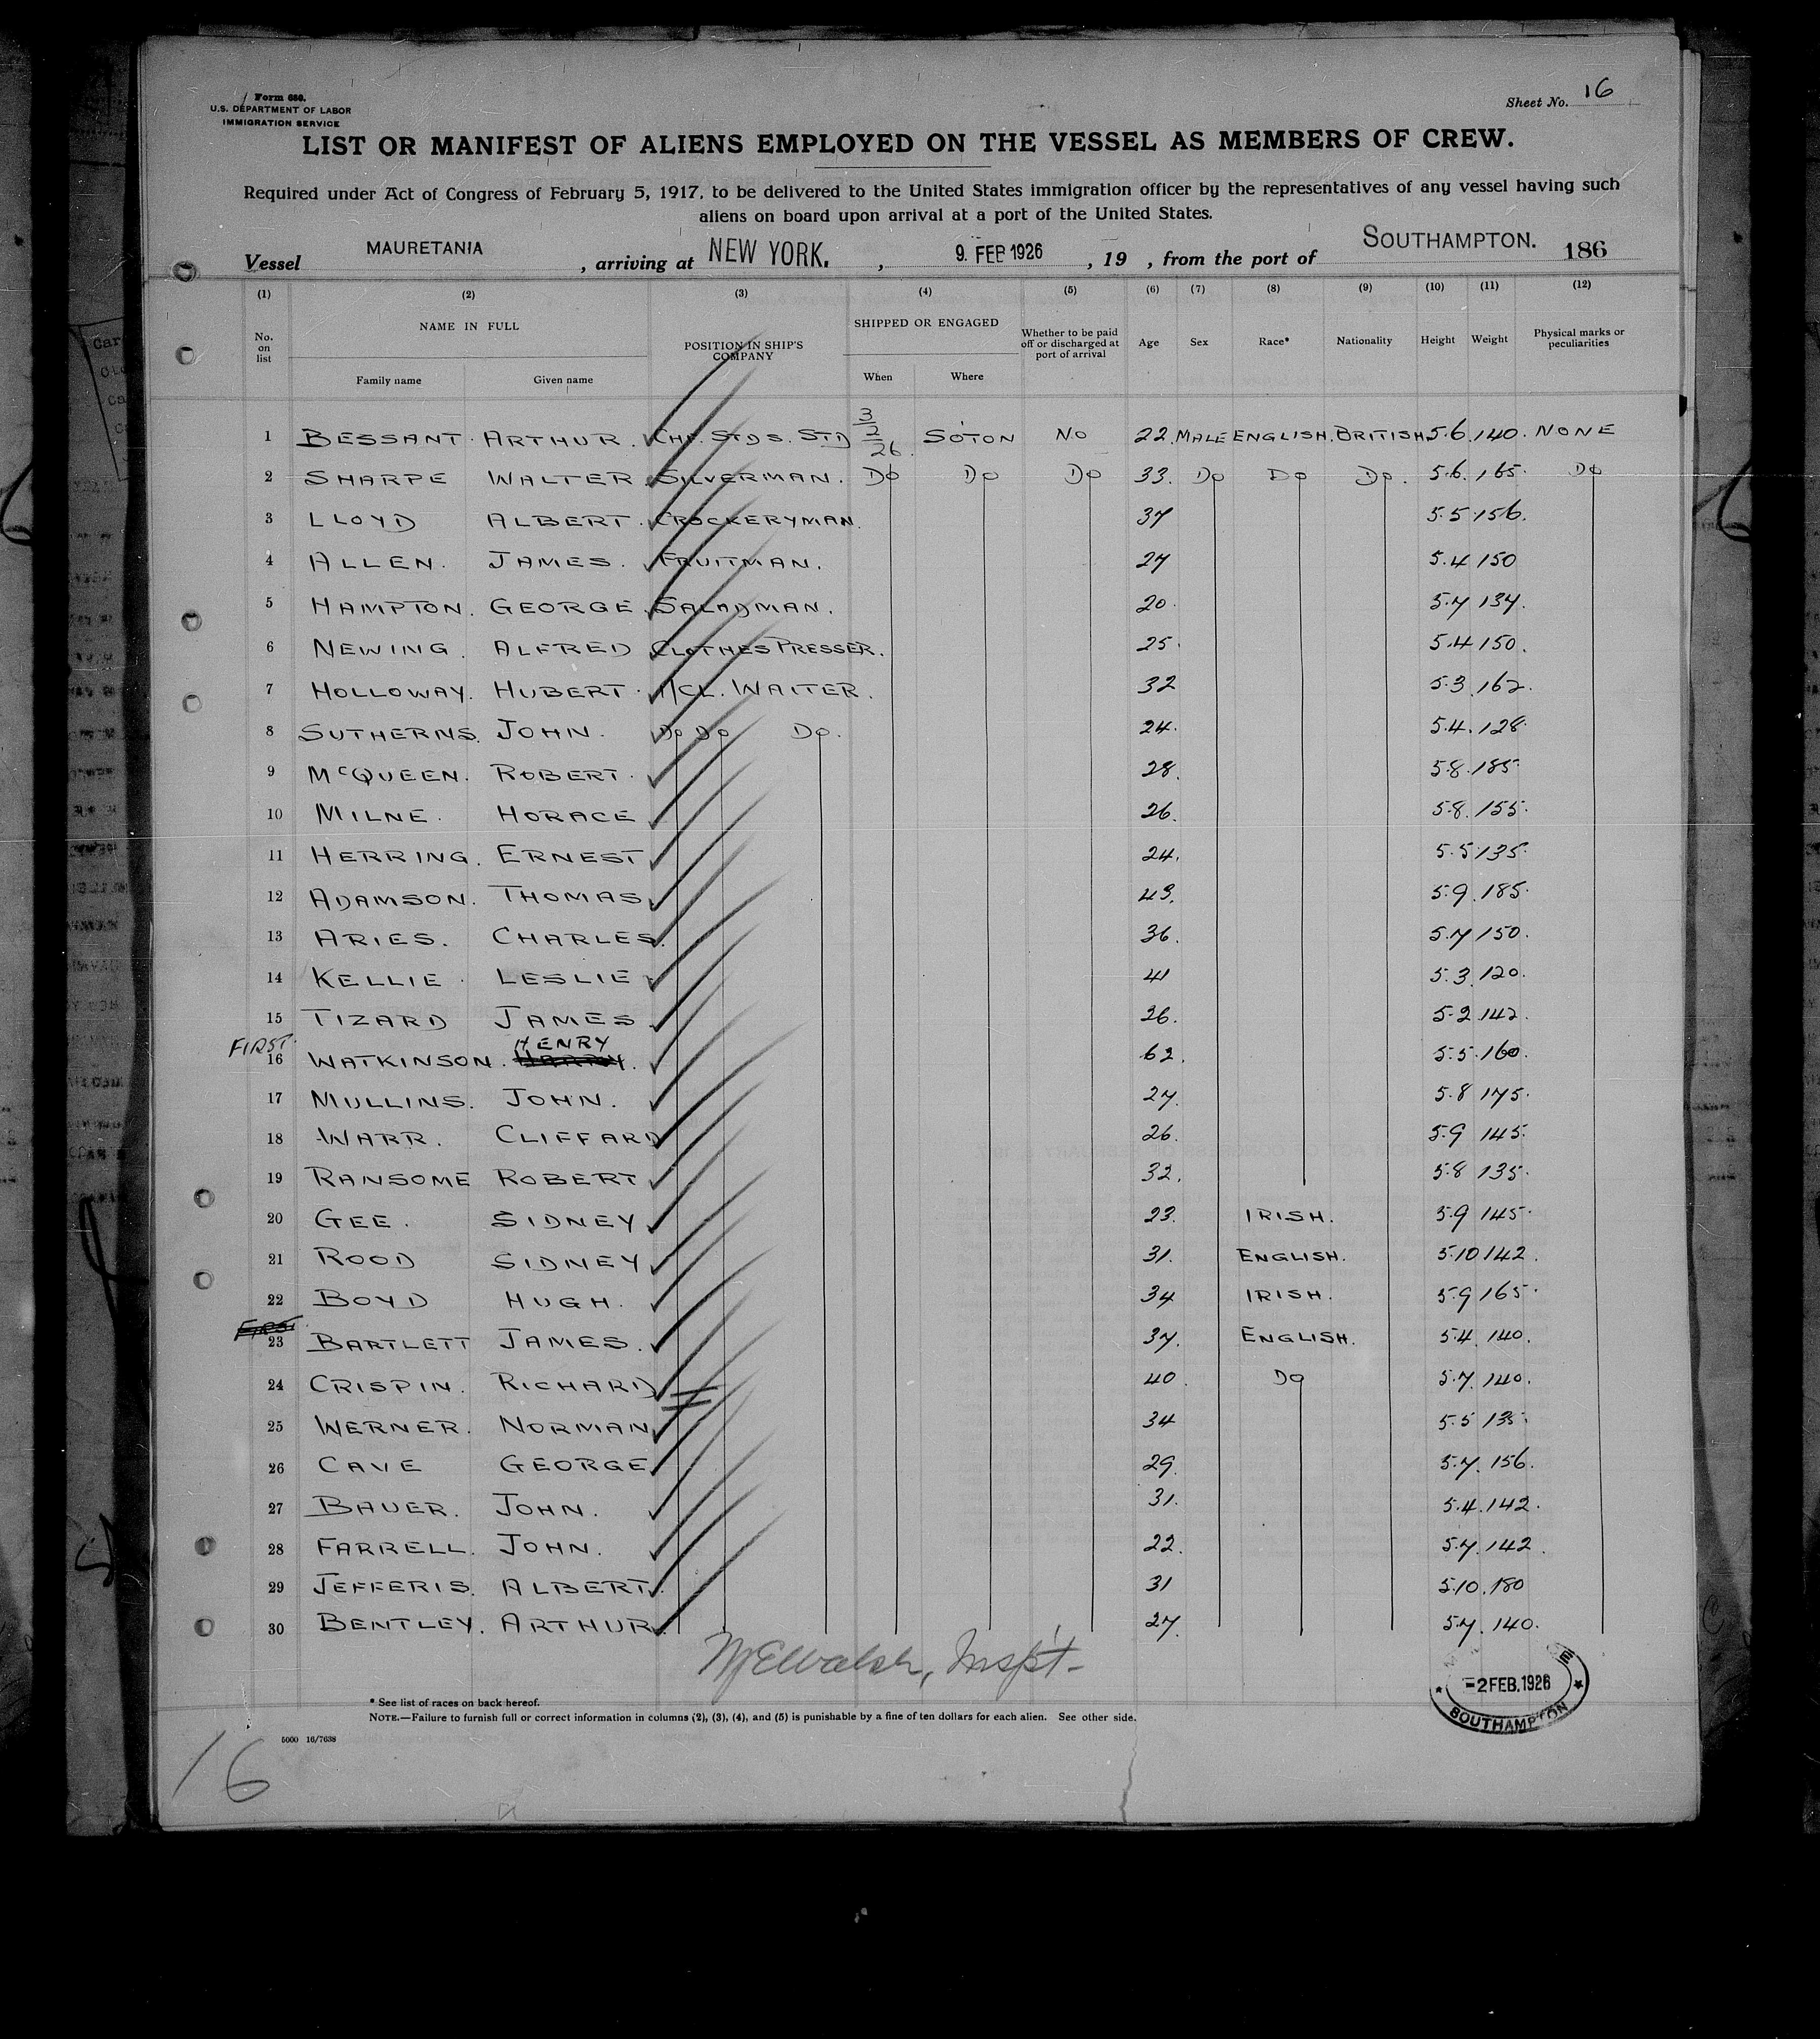 Form 686.
U.S. DEPARTMENT OF LABOR
IMMIGRATION SERVICE
Sheet No. 16
LIST OR MANIFEST OF ALIENS EMPLOYED ON THE VESSEL AS MEMBERS OF CREW.
Required under Act of Congress of February 5, 1917, to be delivered to the United States immigration officer by the representatives of any vessel having such
aliens on board upon arrival at a port of the United States.
Vessel MAURETANIA , arriving at NEW YORK. , 9. FEB 1926 , 19 , from the port of SOUTHAMPTON. 186
(1) (2) (3) (4) (5) (6) (7) (8) (9) (10) (11) (12)
No. on list NAME IN FULL POSITION IN SHIP'S COMPANY SHIPPED OR ENGAGED Whether to be paid off or discharged at port of arrival Age Sex Race* Nationality Height Weight Physical marks or peculiarities
Family name Given name When Where
1 BESSANT. ARTHUR. CHF. STDS. STD 3/2/26. SO'TON NO 22. MALE ENGLISH. BRITISH 5.6. 140. NONE
2 SHARPE WALTER. SILVERMAN. DO DO DO 33. DO DO DO. 5.6. 165. DO
3 LLOYD ALBERT. CROCKERYMAN. 37 5.5 156.
4 ALLEN. JAMES. FRUITMAN. 27 5.4 150
5 HAMPTON. GEORGE. SALADMAN. 20. 5.7 134.
6 NEWING. ALFRED CLOTHES PRESSER. 25. 5.4 150.
7 HOLLOWAY. HUBERT. 1/CL. WAITER. 32 5.3. 162.
8 SUTHERNS. JOHN. DO DO DO. 24. 5.4. 128.
9 McQUEEN. ROBERT. 28. 5.8. 185.
10 MILNE. HORACE 26. 5.8. 155.
11 HERRING. ERNEST 24. 5.5 135.
12 ADAMSON. THOMAS. 43. 5.9. 185.
13 ARIES. CHARLES. 36. 5.7 150.
14 KELLIE. LESLIE 41 5.3. 120.
15 TIZARD JAMES. 26. 5.2. 142.
FIRST. HENRY
16 WATKINSON. HARRY. 62. 5.5. 160.
17 MULLINS. JOHN. 27. 5.8 175.
18 WARR. CLIFFARD 26. 5.9 145.
19 RANSOME ROBERT 32. 5.8 135.
20 GEE. SIDNEY. 23. IRISH. 5.9 145.
21 ROOD SIDNEY 31. ENGLISH. 5.10 142.
22 BOYD HUGH. 34 IRISH. 5.9 165.
FIRST
23 BARTLETT JAMES. 37. ENGLISH. 5.4. 140.
24 CRISPIN. RICHARD 40. DO 5.7. 140.
25 WERNER. NORMAN. 34 5.5 135.
26 CAVE GEORGE 29. 5.7. 156.
27 BAUER. JOHN. 31. 5.4. 142.
28 FARRELL. JOHN. 22. 5.7. 142.
29 JEFFERIS. ALBERT. 31 5.10. 180
30 BENTLEY. ARTHUR. 27. 5.7. 140.
Walsh, Inspt-
-2 FEB. 1926
SOUTHAMPTON
* See list of races on back hereof.
NOTE.—Failure to furnish full or correct information in columns (2), (3), (4), and (5) is punishable by a fine of ten dollars for each alien. See other side.
5000 16/7638
16